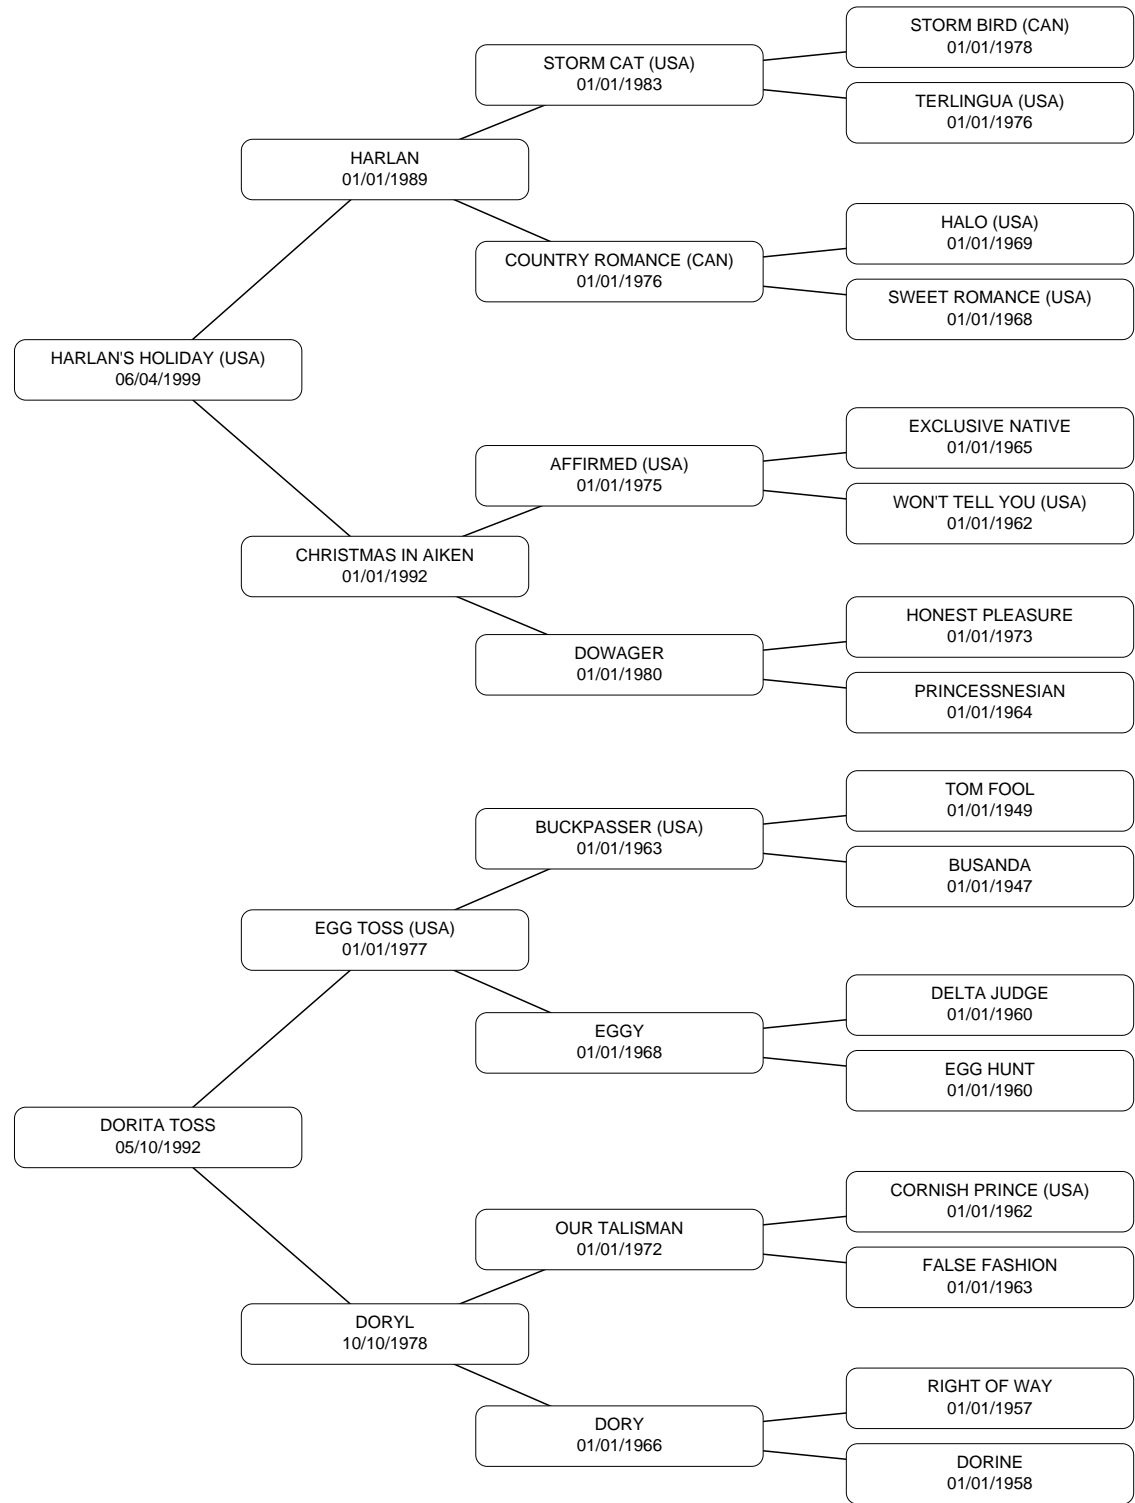 STORM BIRD (CAN)
01/01/1978
STORM CAT (USA)
01/01/1983
TERLINGUA (USA)
01/01/1976
HARLAN
01/01/1989
HALO (USA)
01/01/1969
COUNTRY ROMANCE (CAN)
01/01/1976
SWEET ROMANCE (USA)
01/01/1968
HARLAN'S HOLIDAY (USA)
06/04/1999
EXCLUSIVE NATIVE
01/01/1965
AFFIRMED (USA)
01/01/1975
WON'T TELL YOU (USA)
01/01/1962
CHRISTMAS IN AIKEN
01/01/1992
HONEST PLEASURE
01/01/1973
DOWAGER
01/01/1980
PRINCESSNESIAN
01/01/1964
TOM FOOL
01/01/1949
BUCKPASSER (USA)
01/01/1963
BUSANDA
01/01/1947
EGG TOSS (USA)
01/01/1977
DELTA JUDGE
01/01/1960
EGGY
01/01/1968
EGG HUNT
01/01/1960
DORITA TOSS
05/10/1992
CORNISH PRINCE (USA)
01/01/1962
OUR TALISMAN
01/01/1972
FALSE FASHION
01/01/1963
DORYL
10/10/1978
RIGHT OF WAY
01/01/1957
DORY
01/01/1966
DORINE
01/01/1958